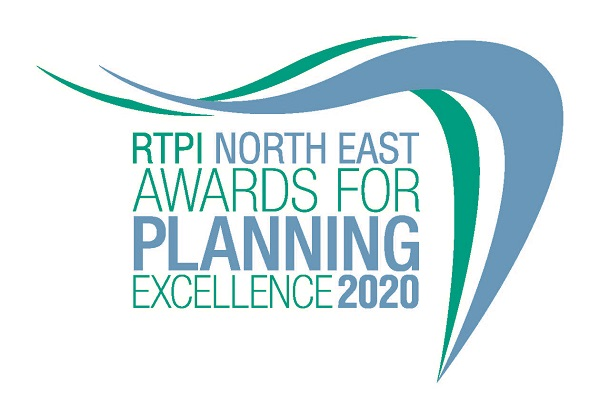 RTPI NORTH EAST
AWARDS FOR
PLANNING
EXCELLENCE 2020